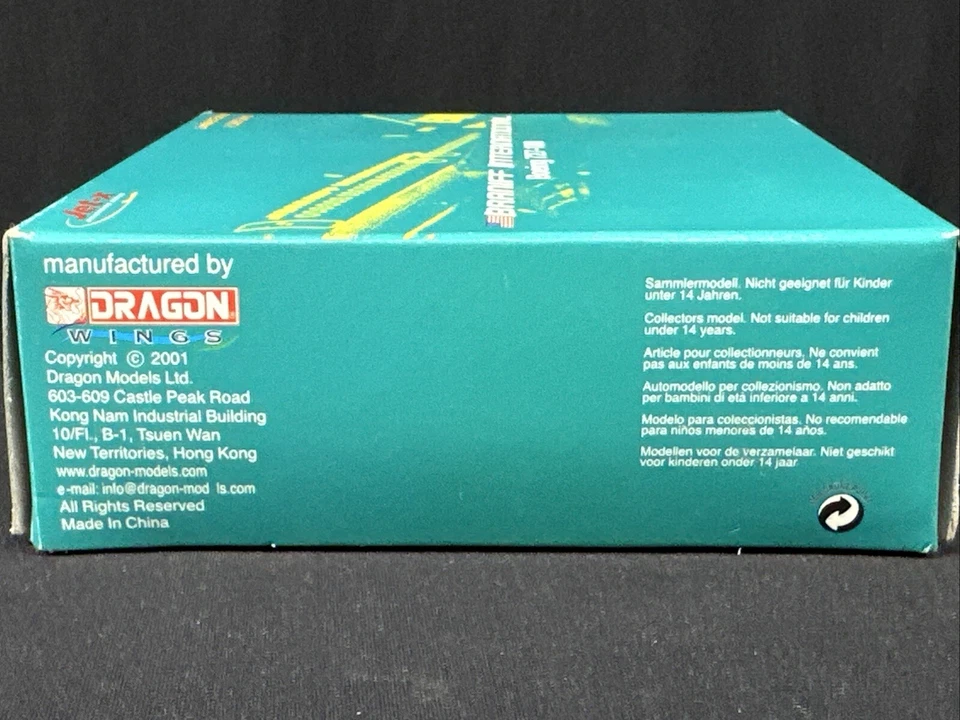 Jet-x
BRANIFF INTERNATIONAL
Boeing
manufactured by
DRAGON
WINGS
Copyright © 2001
Dragon Models Ltd.
603-609 Castle Peak Road
Kong Nam Industrial Building
10/Fl., B-1, Tsuen Wan
New Territories, Hong Kong
www.dragon-models.com
e-mail: info@dragon-mod ls.com
All Rights Reserved
Made In China
Sammlermodell. Nicht geeignet für Kinder
unter 14 Jahren.
Collectors model. Not suitable for children
under 14 years.
Article pour collectionneurs. Ne convient
pas aux enfants de moins de 14 ans.
Automodello per collezionismo. Non adatto
per bambini di età inferiore a 14 anni.
Modelo para coleccionistas. No recomendable
para niños menores de 14 años.
Modellen voor de verzamelaar. Niet geschikt
voor kinderen onder 14 jaar